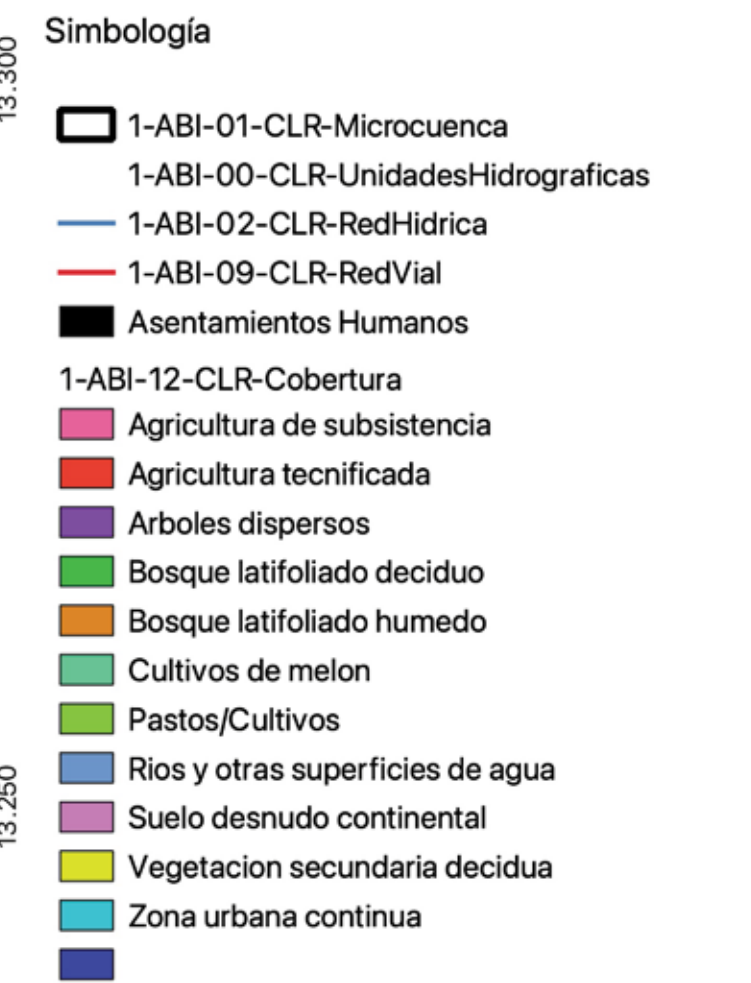 Simbología
13.300
1-ABI-01-CLR-Microcuenca
1-ABI-00-CLR-UnidadesHidrograficas
1-ABI-02-CLR-RedHidrica
1-ABI-09-CLR-RedVial
Asentamientos Humanos
1-ABI-12-CLR-Cobertura
Agricultura de subsistencia
Agricultura tecnificada
Arboles dispersos
Bosque latifoliado deciduo
Bosque latifoliado humedo
Cultivos de melon
Pastos/Cultivos
Rios y otras superficies de agua
13.250
Suelo desnudo continental
Vegetacion secundaria decidua
Zona urbana continua